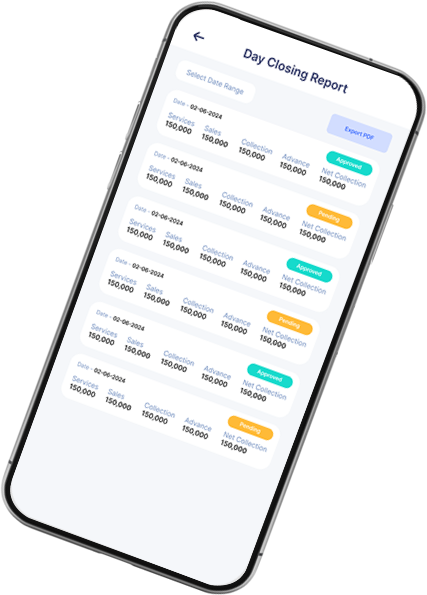 Day Closing Report
Select Date Range
Export PDF
Date - 02-06-2024
Approved
Services Sales Collection Advance Net Collection
150,000 150,000 150,000 150,000 150,000
Date - 02-06-2024
Pending
Services Sales Collection Advance Net Collection
150,000 150,000 150,000 150,000 150,000
Date - 02-06-2024
Approved
Services Sales Collection Advance Net Collection
150,000 150,000 150,000 150,000 150,000
Date - 02-06-2024
Pending
Services Sales Collection Advance Net Collection
150,000 150,000 150,000 150,000 150,000
Date - 02-06-2024
Approved
Services Sales Collection Advance Net Collection
150,000 150,000 150,000 150,000 150,000
Date - 02-06-2024
Pending
Services Sales Collection Advance Net Collection
150,000 150,000 150,000 150,000 150,000